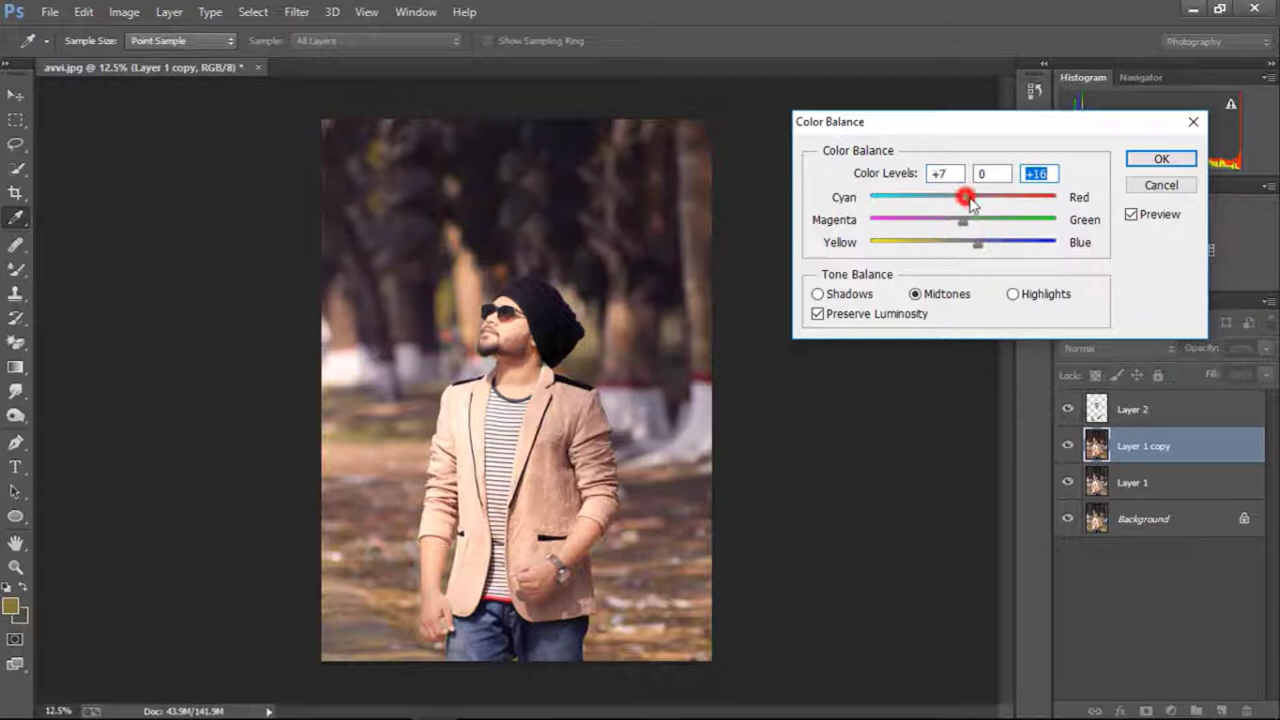 Ps File Edit Image Layer Type Select Filter 3D View Window Help
Sample Size: Point Sample Sample: All Layers Show Sampling Ring Photography
avvi.jpg @ 12.5% (Layer 1 copy, RGB/8) * ×
Histogram Navigator
Color Balance
Color Balance
Color Levels: +7 0 +16
OK
Cyan Red
Cancel
Magenta Green
Preview
Yellow Blue
Tone Balance
Shadows Midtones Highlights
Preserve Luminosity
Normal Opacity:
Lock: Fill:
Layer 2
Layer 1 copy
Layer 1
Background
T
12.5% Doc: 43.9M/141.9M
fx